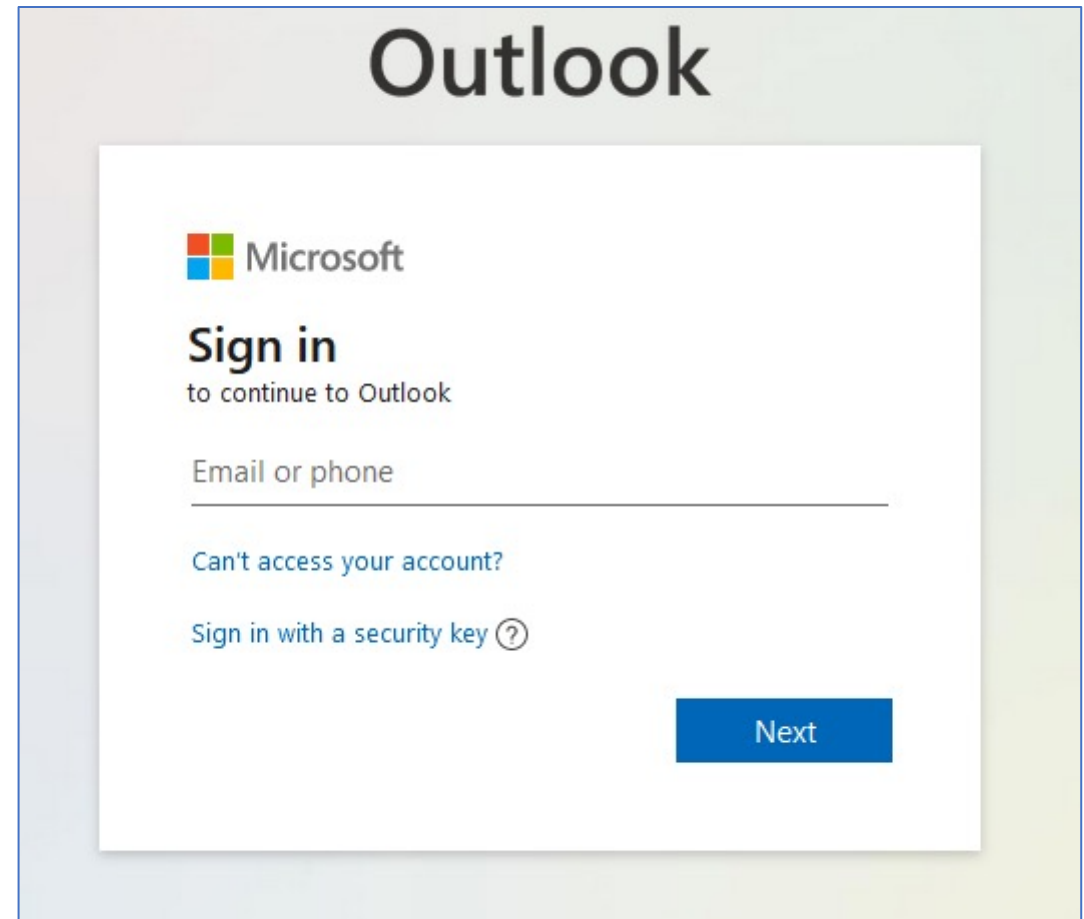 Outlook
Microsoft
Sign in
to continue to Outlook
Email or phone
Can't access your account?
Sign in with a security key
Next